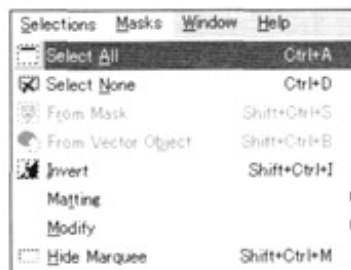 Selections Masks Window Help
Select All Ctrl+A
Select None Ctrl+D
From Mask Shift+Ctrl+S
From Vector Object Shift+Ctrl+B
Invert Shift+Ctrl+I
Matting
Modify
Hide Marquee Shift+Ctrl+M